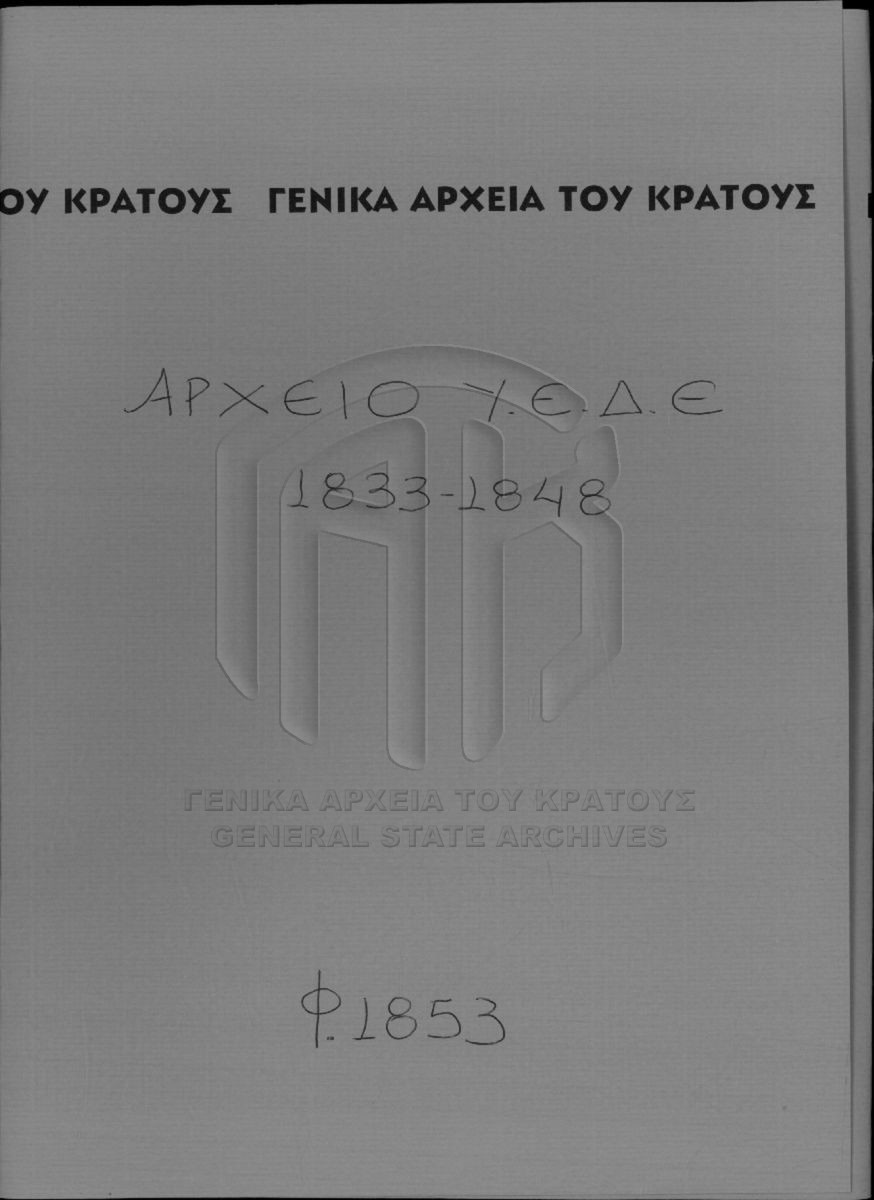 ΟΥ ΚΡΑΤΟΥΣ ΓΕΝΙΚΑ ΑΡΧΕΙΑ ΤΟΥ ΚΡΑΤΟΥΣ
ΑΡΧΕΙΟ Υ.Ε.Δ.Ε
1833-1848
ΓΕΝΙΚΑ ΑΡΧΕΙΑ ΤΟΥ ΚΡΑΤΟΥΣ
GENERAL STATE ARCHIVES
Φ.1853